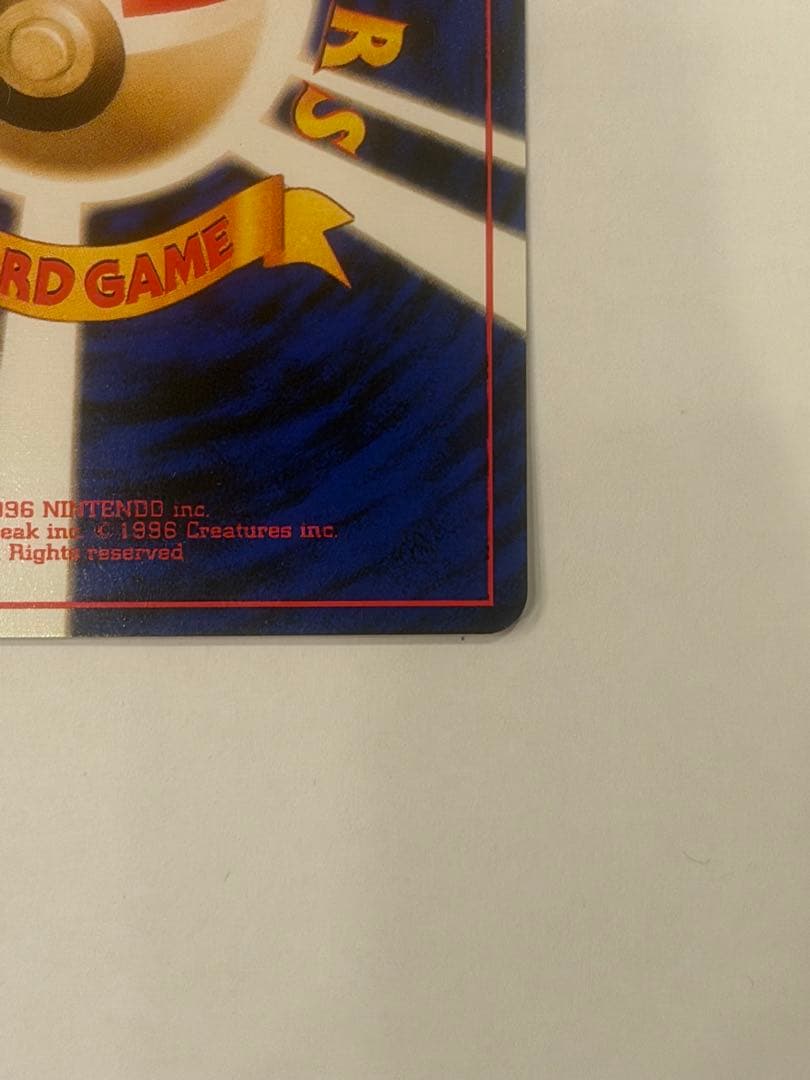 RS
RD GAME
996 NINTENDO inc.
eak inc. © 1996 Creatures inc.
Rights reserved